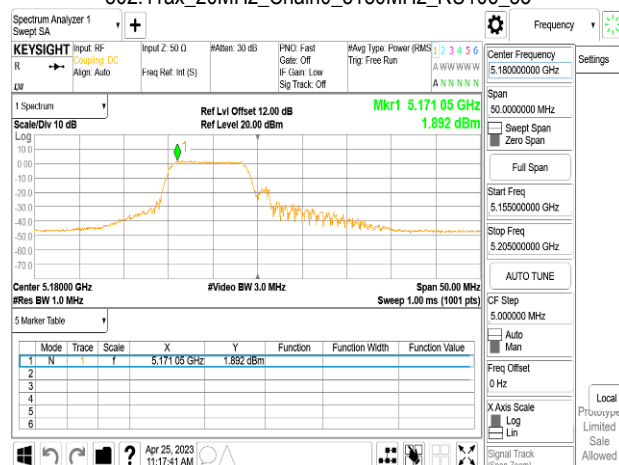 Spectrum Analyzer 1
Swept SA
Frequency
KEYSIGHT
R
Input: RF
Coupling: DC
Align: Auto
Input Z: 50 Ω
Freq Ref: Int (S)
#Atten: 30 dB
PNO: Fast
Gate: Off
IF Gain: Low
Sig Track: Off
#Avg Type: Power (RMS
Trig: Free Run
1 2 3 4 5 6
A W W W W W
A N N N N N
1 Spectrum
Scale/Div 10 dB
Log
Ref Lvl Offset 12.00 dB
Ref Level 20.00 dBm
Mkr1 5.171 05 GHz
1.892 dBm
1
10.0
0.00
-10.0
-20.0
-30.0
-40.0
-50.0
-60.0
-70.0
Center 5.18000 GHz
#Res BW 1.0 MHz
#Video BW 3.0 MHz
Span 50.00 MHz
Sweep 1.00 ms (1001 pts)
5 Marker Table
Mode Trace Scale X Y Function Function Width Function Value
1 N 1 f 5.171 05 GHz 1.892 dBm
2
3
4
5
6
Apr 25, 2023
11:17:41 AM
Center Frequency
5.180000000 GHz
Span
50.0000000 MHz
Swept Span
Zero Span
Full Span
Start Freq
5.155000000 GHz
Stop Freq
5.205000000 GHz
AUTO TUNE
CF Step
5.000000 MHz
Auto
Man
Freq Offset
0 Hz
X Axis Scale
Log
Lin
Signal Track
(Span Zoom)
Settings
Local
Prototype
Limited
Sale
Allowed